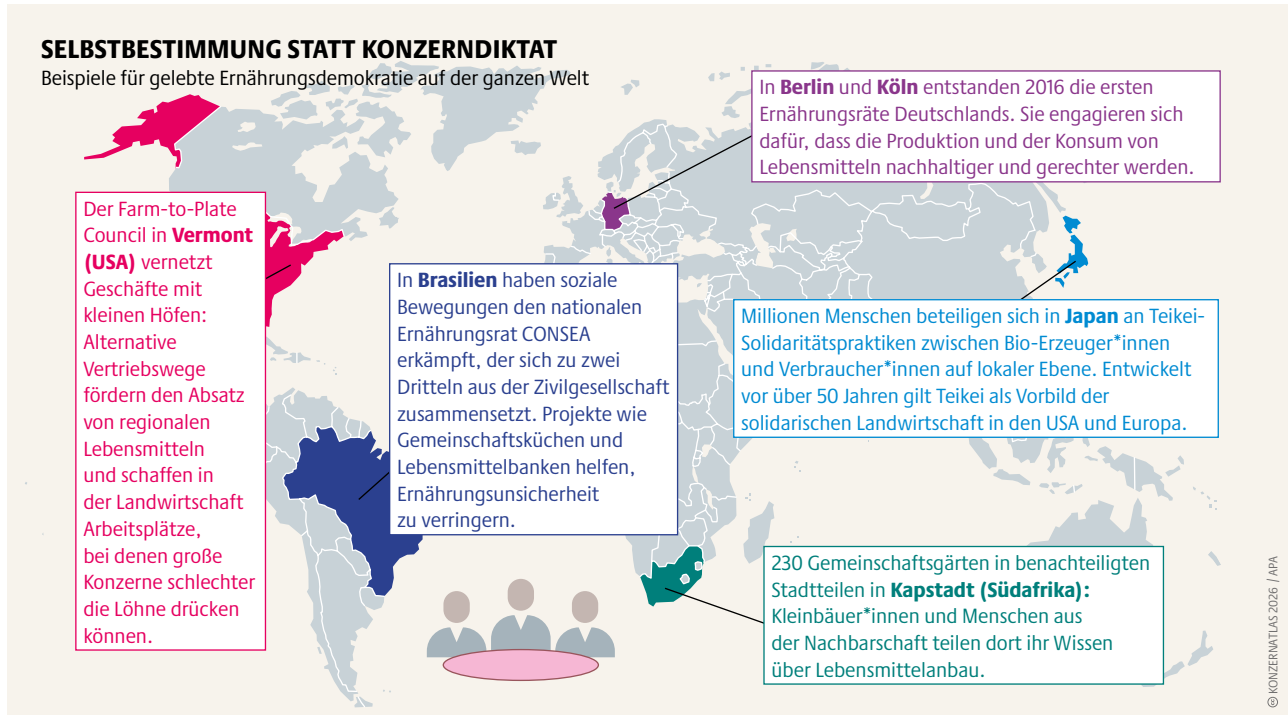 SELBSTBESTIMMUNG STATT KONZERNDIKTAT
Beispiele für gelebte Ernährungsdemokratie auf der ganzen Welt
In Berlin und Köln entstanden 2016 die ersten
Ernährungsräte Deutschlands. Sie engagieren sich
dafür, dass die Produktion und der Konsum von
Lebensmitteln nachhaltiger und gerechter werden.
Der Farm-to-Plate
Council in Vermont
(USA) vernetzt
Geschäfte mit
kleinen Höfen:
Alternative
Vertriebswege
fördern den Absatz
von regionalen
Lebensmitteln
und schaffen in
der Landwirtschaft
Arbeitsplätze,
bei denen große
Konzerne schlechter
die Löhne drücken
können.
In Brasilien haben soziale
Bewegungen den nationalen
Ernährungsrat CONSEA
erkämpft, der sich zu zwei
Dritteln aus der Zivilgesellschaft
zusammensetzt. Projekte wie
Gemeinschaftsküchen und
Lebensmittelbanken helfen,
Ernährungsunsicherheit
zu verringern.
Millionen Menschen beteiligen sich in Japan an Teikei-
Solidaritätspraktiken zwischen Bio-Erzeuger*innen
und Verbraucher*innen auf lokaler Ebene. Entwickelt
vor über 50 Jahren gilt Teikei als Vorbild der
solidarischen Landwirtschaft in den USA und Europa.
230 Gemeinschaftsgärten in benachteiligten
Stadtteilen in Kapstadt (Südafrika):
Kleinbäuer*innen und Menschen aus
der Nachbarschaft teilen dort ihr Wissen
über Lebensmittelanbau.
🅭 KONZERNATLAS 2026 / APA